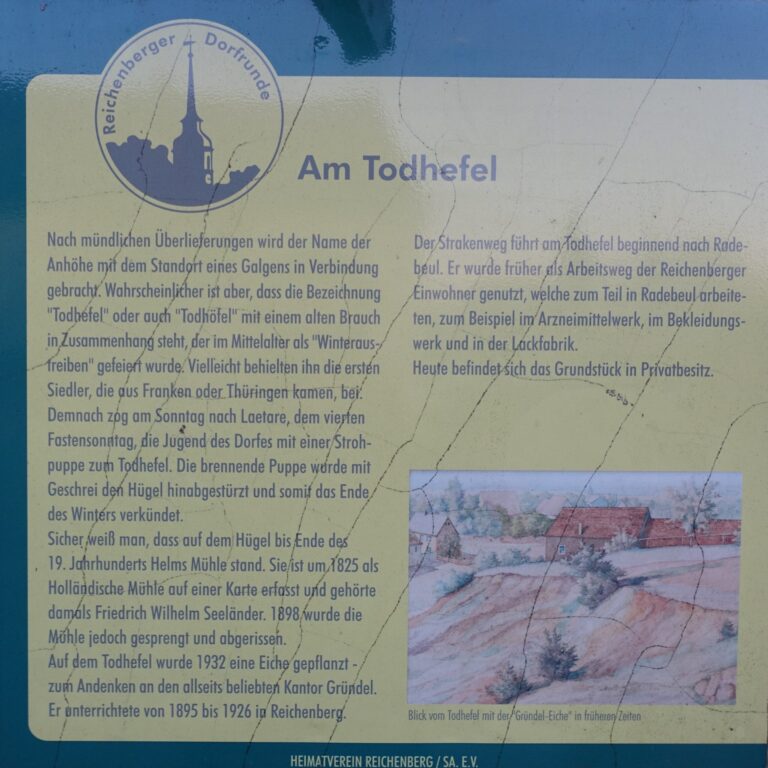 Reichenberger Dorfrunde
Am Todhefel
Nach mündlichen Überlieferungen wird der Name der
Anhöhe mit dem Standort eines Galgens in Verbindung
gebracht. Wahrscheinlicher ist aber, dass die Bezeichnung
"Todhefel" oder auch "Todhöfel" mit einem alten Brauch
in Zusammenhang steht, der im Mittelalter als "Winteraus-
treiben" gefeiert wurde. Vielleicht behielten ihn die ersten
Siedler, die aus Franken oder Thüringen kamen, bei.
Demnach zog am Sonntag nach Laetare, dem vierten
Fastensonntag, die Jugend des Dorfes mit einer Stroh-
puppe zum Todhefel. Die brennende Puppe wurde mit
Geschrei den Hügel hinabgestürzt und somit das Ende
des Winters verkündet.
Sicher weiß man, dass auf dem Hügel bis Ende des
19. Jahrhunderts Helms Mühle stand. Sie ist um 1825 als
Holländische Mühle auf einer Karte erfasst und gehörte
damals Friedrich Wilhelm Seeländer. 1898 wurde die
Mühle jedoch gesprengt und abgerissen.
Auf dem Todhefel wurde 1932 eine Eiche gepflanzt -
zum Andenken an den allseits beliebten Kantor Gründel.
Er unterrichtete von 1895 bis 1926 in Reichenberg.
Der Strakenweg führt am Todhefel beginnend nach Rade-
beul. Er wurde früher als Arbeitsweg der Reichenberger
Einwohner genutzt, welche zum Teil in Radebeul arbeite-
ten, zum Beispiel im Arzneimittelwerk, im Bekleidungs-
werk und in der Lackfabrik.
Heute befindet sich das Grundstück in Privatbesitz.
Blick vom Todhefel mit der "Gründel-Eiche" in früheren Zeiten
HEIMATVEREIN REICHENBERG / SA. E.V.